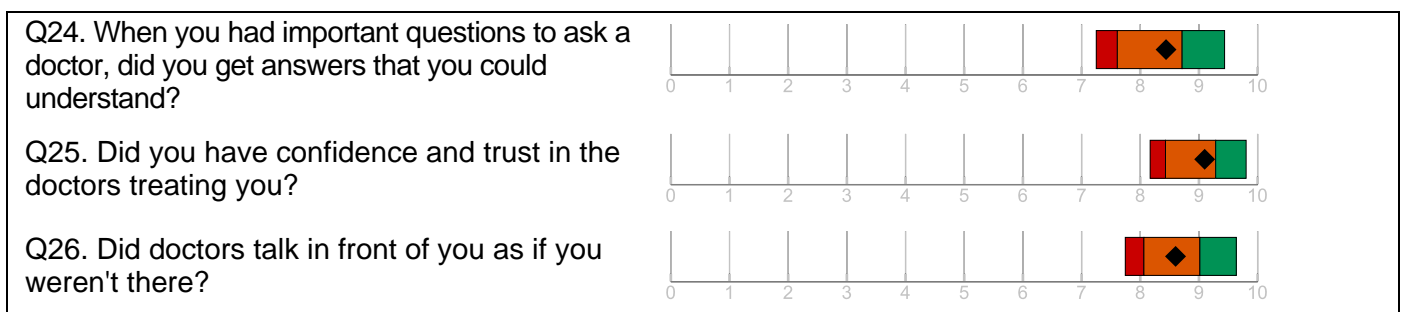 Q24. When you had important questions to ask a
doctor, did you get answers that you could
understand?
0 1 2 3 4 5 6 7 8 9 10
Q25. Did you have confidence and trust in the
doctors treating you?
0 1 2 3 4 5 6 7 8 9 10
Q26. Did doctors talk in front of you as if you
weren't there?
0 1 2 3 4 5 6 7 8 9 10